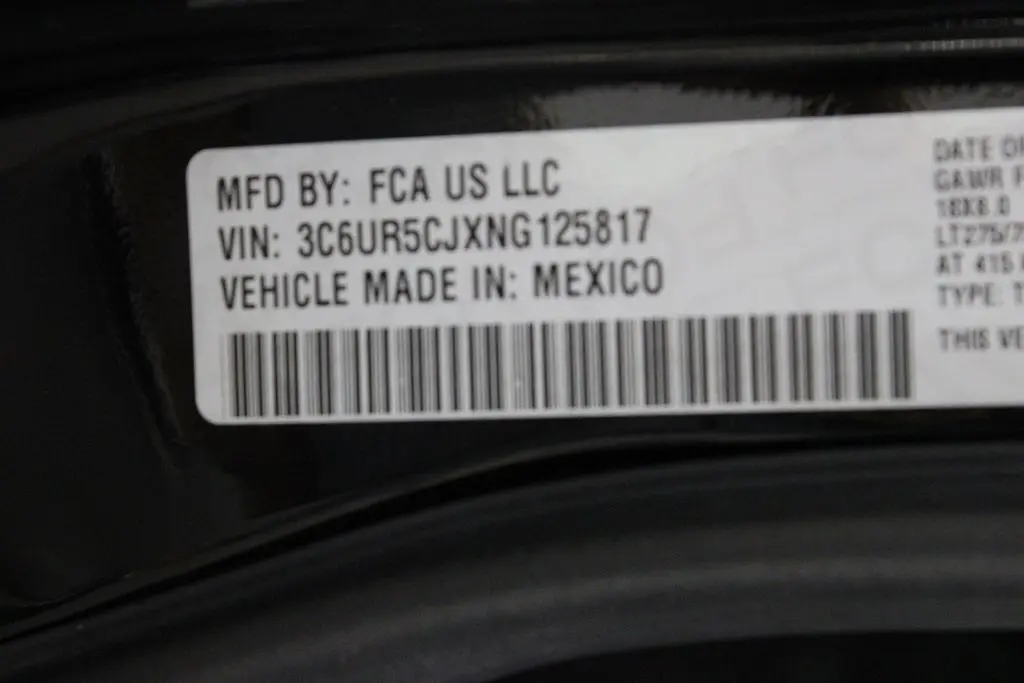 MFD BY: FCA US LLC
VIN: 3C6UR5CJXNG125817
VEHICLE MADE IN: MEXICO
DATE
GAWR
18X8.0
LT275/7
AT 415
TYPE: T
THIS VE